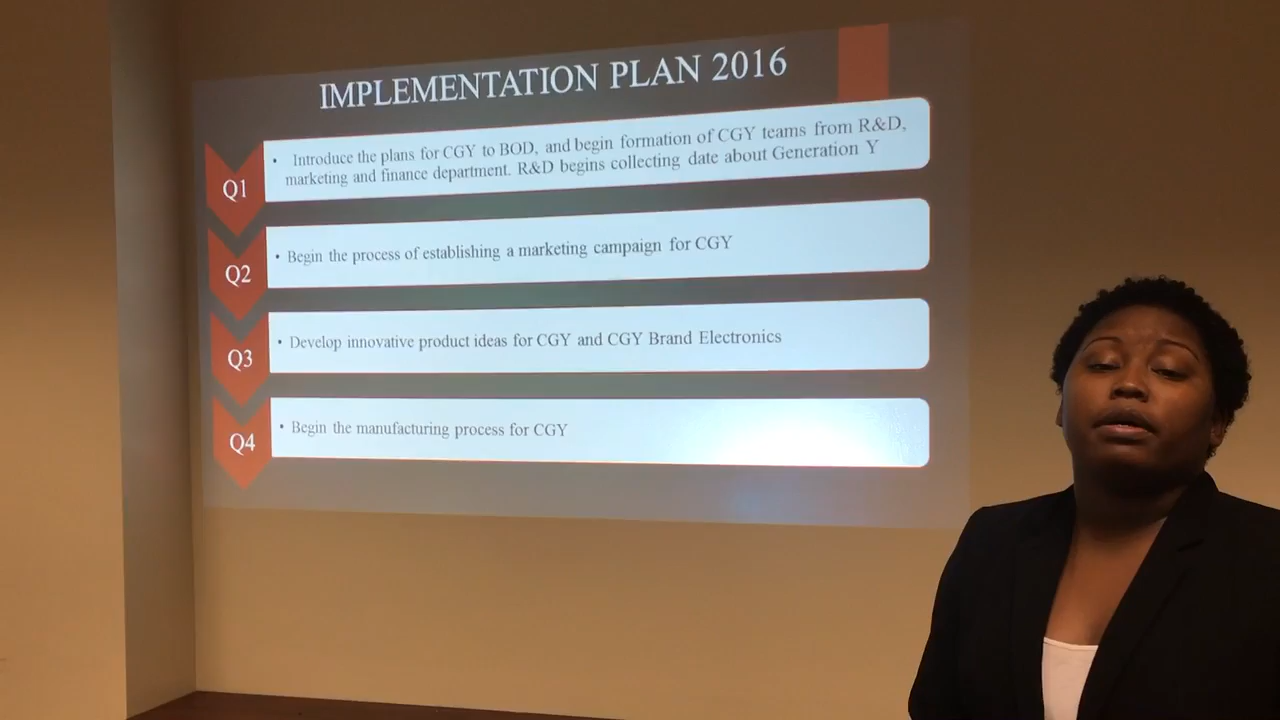 IMPLEMENTATION PLAN 2016
Q1
• Introduce the plans for CGY to BOD, and begin formation of CGY teams from R&D,
marketing and finance department. R&D begins collecting date about Generation Y
Q2
• Begin the process of establishing a marketing campaign for CGY
Q3
• Develop innovative product ideas for CGY and CGY Brand Electronics
Q4
• Begin the manufacturing process for CGY